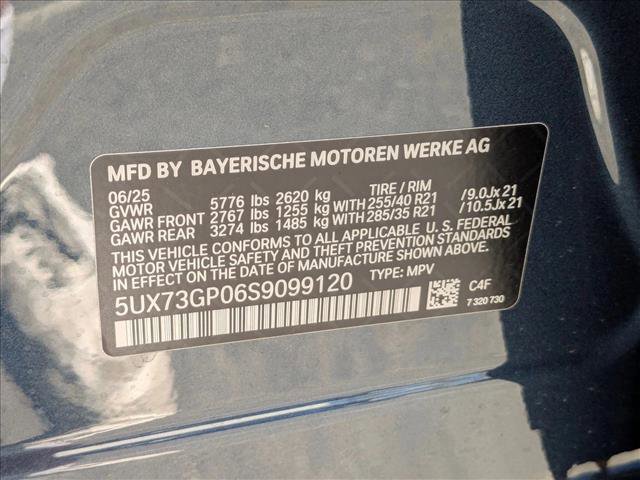 MFD BY BAYERISCHE MOTOREN WERKE AG
06/25 TIRE / RIM
GVWR 5776 lbs 2620 kg
GAWR FRONT 2767 lbs 1255 kg WITH 255/40 R21 /9.0Jx21
GAWR REAR 3274 lbs 1485 kg WITH 285/35 R21 /10.5Jx21
THIS VEHICLE CONFORMS TO ALL APPLICABLE U. S. FEDERAL
MOTOR VEHICLE SAFETY AND THEFT PREVENTION STANDARDS
IN EFFECT ON THE DATE OF MANUFACTURE SHOWN ABOVE.
5UX73GP06S9099120 TYPE: MPV
C4F
7 320 730